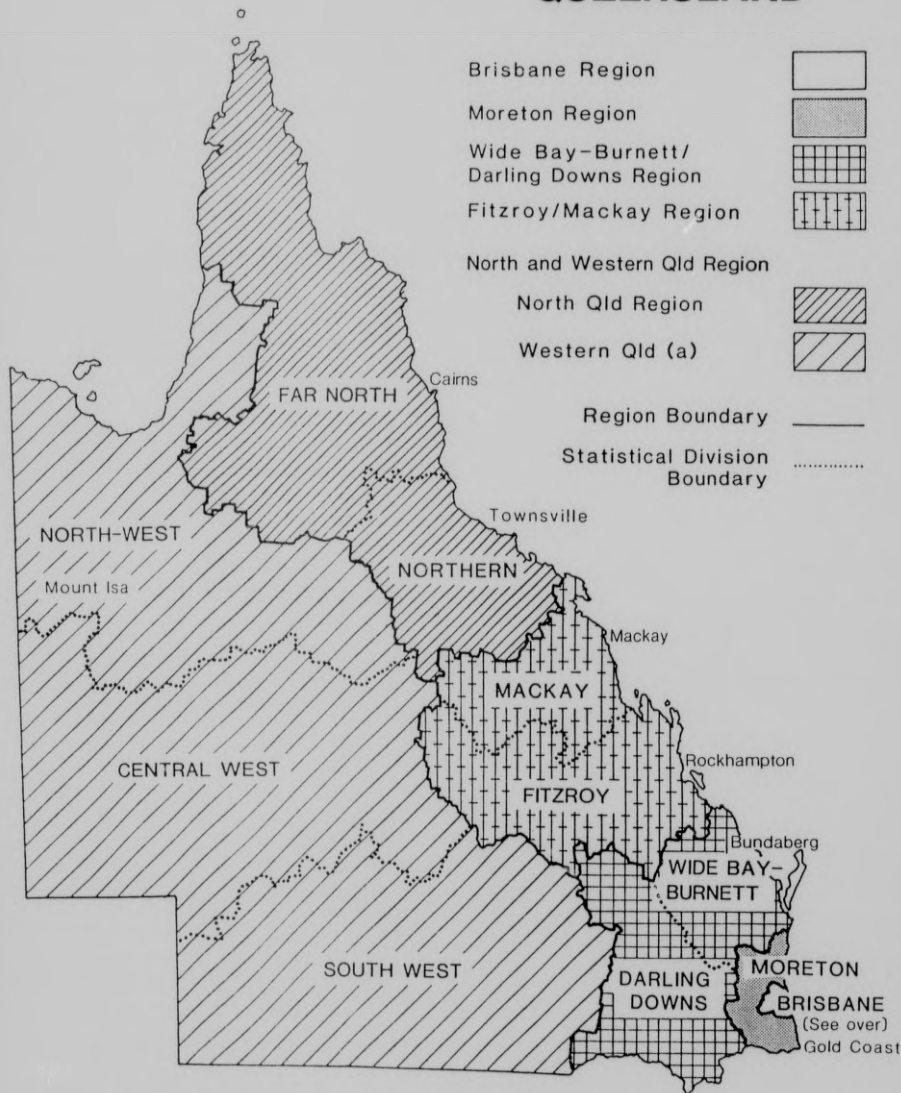 Brisbane Region
Moreton Region
Wide Bay-Burnett/
Darling Downs Region
Fitzroy/Mackay Region
North and Western Qld Region
North Qld Region
Western Qld (a)
Region Boundary
Statistical Division
Boundary
Cairns
FAR NORTH
Townsville
NORTH-WEST
NORTHERN
Mount Isa
Mackay
MACKAY
CENTRAL WEST
Rockhampton
FITZROY
Bundaberg
WIDE BAY-
BURNETT
SOUTH WEST
DARLING
DOWNS
MORETON
BRISBANE
(See over)
Gold Coast